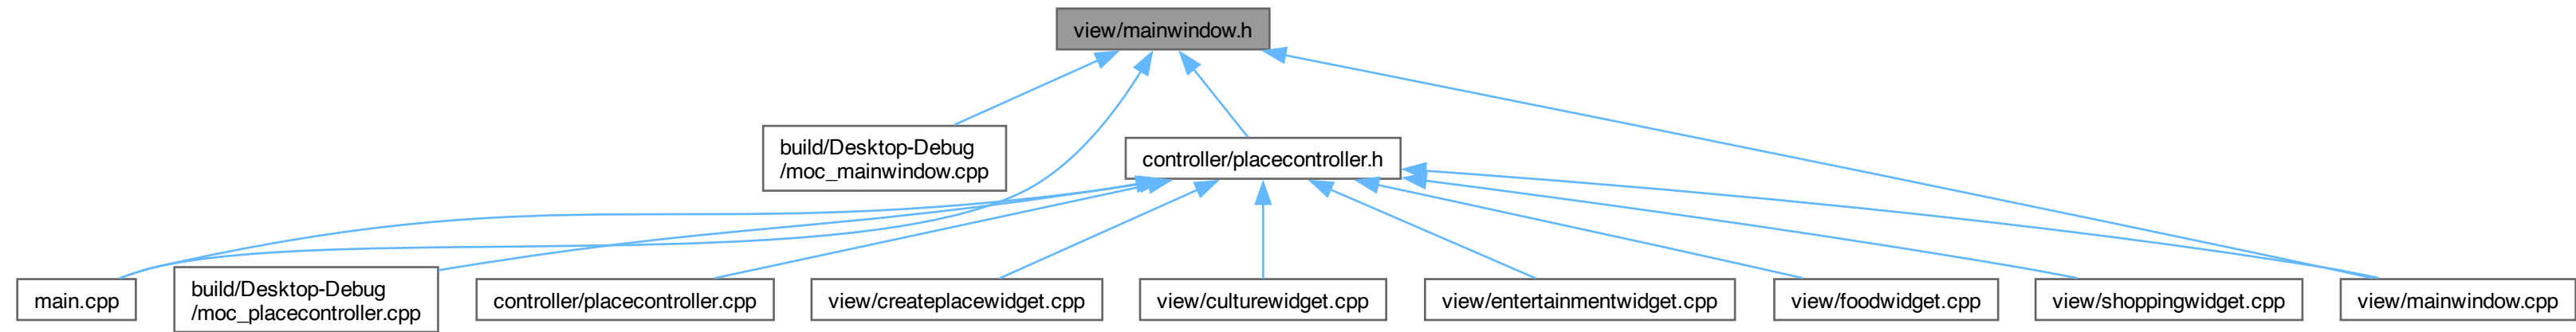 view/mainwindow.h
build/Desktop-Debug
/moc_mainwindow.cpp
controller/placecontroller.h
main.cpp
build/Desktop-Debug
/moc_placecontroller.cpp
controller/placecontroller.cpp
view/createplacewidget.cpp
view/culturewidget.cpp
view/entertainmentwidget.cpp
view/foodwidget.cpp
view/shoppingwidget.cpp
view/mainwindow.cpp